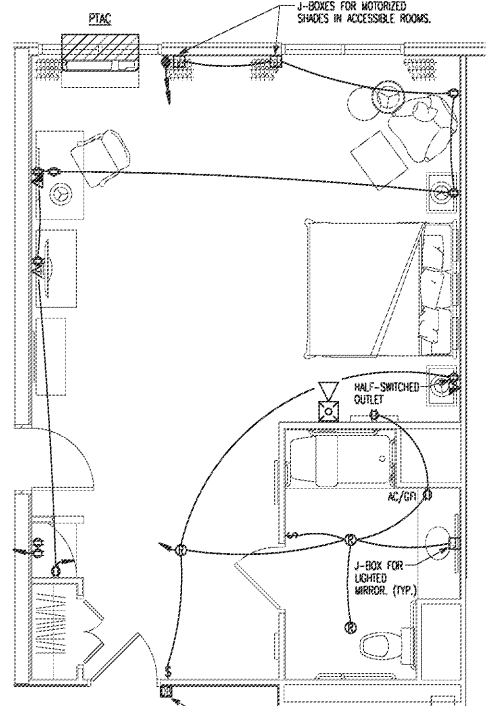 J-BOXES FOR MOTORIZED
SHADES IN ACCESSIBLE ROOMS.
PTAC
HALF-SWITCHED
OUTLET
AC/GFI
$
R
R
J-BOX FOR
LIGHTED
MIRROR. (TYP.)
R
$